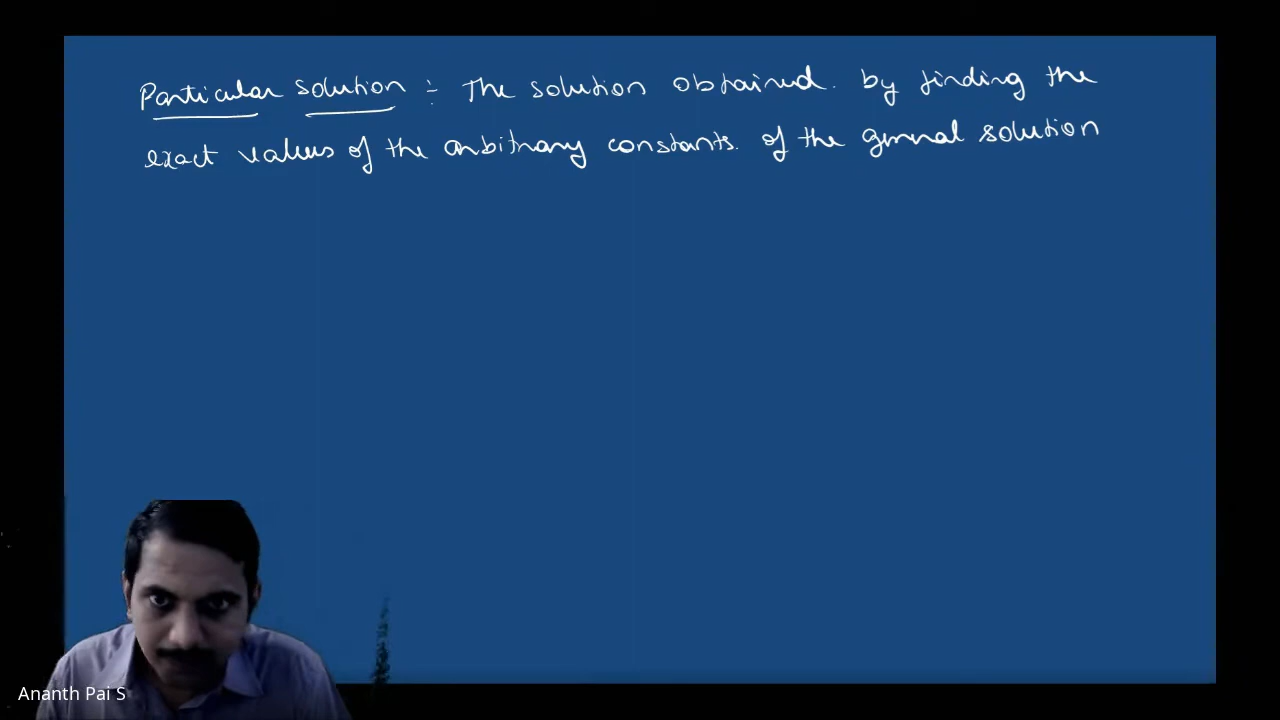 Particular solution :- The solution obtained. by finding the
exact values of the arbitrary constants. of the general solution
Ananth Pai S